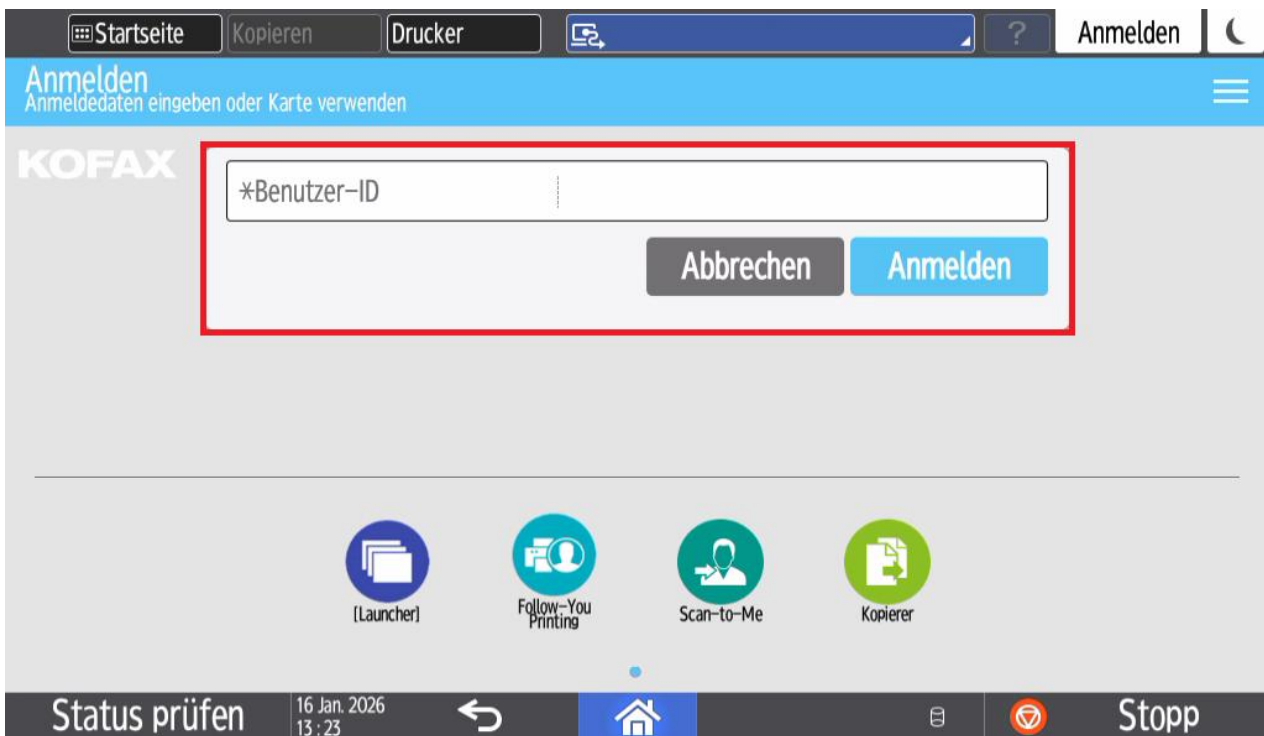 Startseite
Kopieren
Drucker
?
Anmelden
Anmelden
Anmeldedaten eingeben oder Karte verwenden
KOFAX
*Benutzer-ID
Abbrechen
Anmelden
[Launcher]
Follow-You
Printing
Scan-to-Me
Kopierer
Status prüfen
16 Jan. 2026
13:23
Stopp